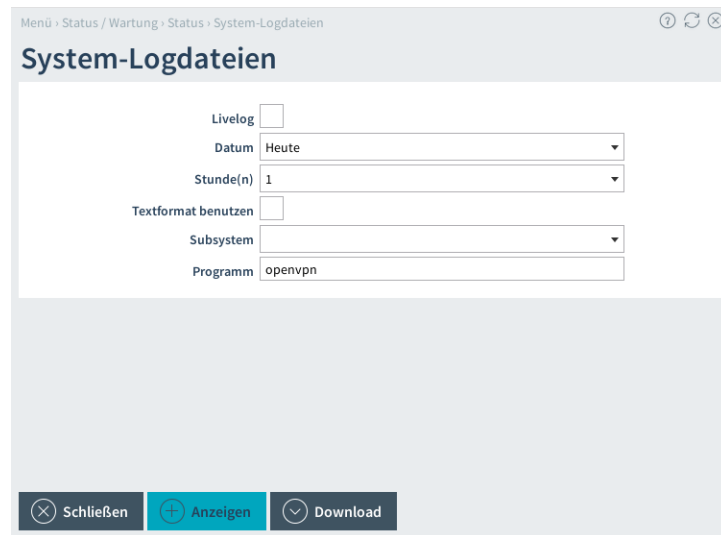 Menü › Status / Wartung › Status › System-Logdateien
System-Logdateien
Livelog
Datum Heute
Stunde(n) 1
Textformat benutzen
Subsystem
Programm openvpn
Schließen Anzeigen Download